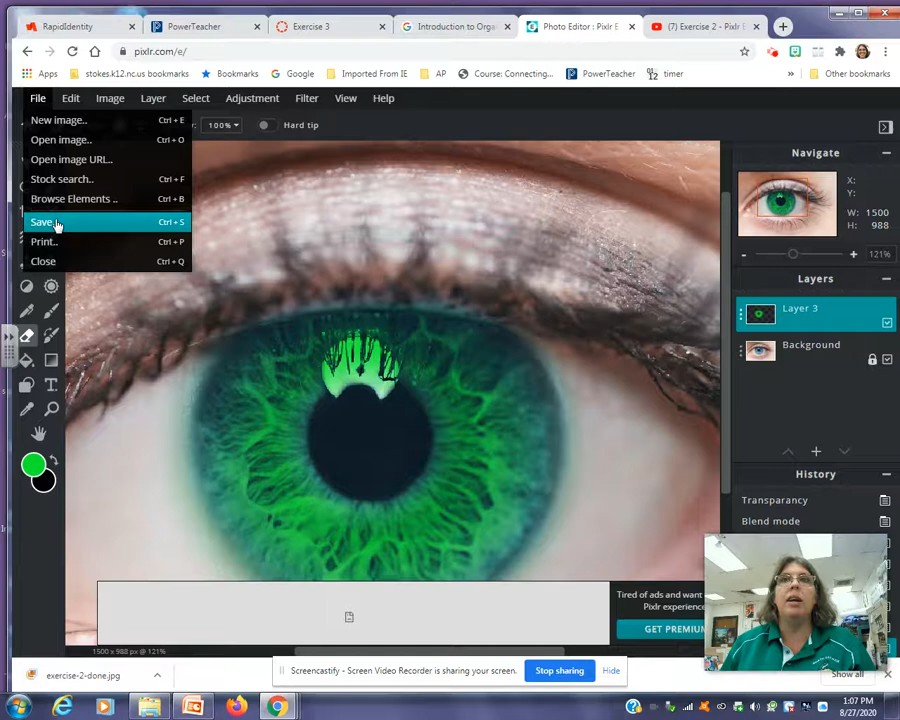 RapidIdentity
PowerTeacher
Exercise 3
Introduction to Orga
Photo Editor : Pixlr E
(7) Exercise 2 - Pixlr E
pixlr.com/e/
Apps
stokes.k12.nc.us bookmarks
Bookmarks
Google
Imported From IE
AP
Course: Connecting...
PowerTeacher
timer
Other bookmarks
File Edit Image Layer Select Adjustment Filter View Help
100%
Hard tip
New image.. Ctrl + E
Open image.. Ctrl + O
Open image URL..
Stock search.. Ctrl + F
Browse Elements .. Ctrl + B
Save Ctrl + S
Print.. Ctrl + P
Close Ctrl + Q
Navigate
X:
Y:
W: 1500
H: 988
121%
Layers
Layer 3
Background
History
Transparency
Blend mode
Tired of ads and want
Pixlr experience
GET PREMIUM
1500 x 988 px @ 121%
Screencastify - Screen Video Recorder is sharing your screen.
Stop sharing
Hide
exercise-2-done.jpg
Show all
1:07 PM
8/27/2020